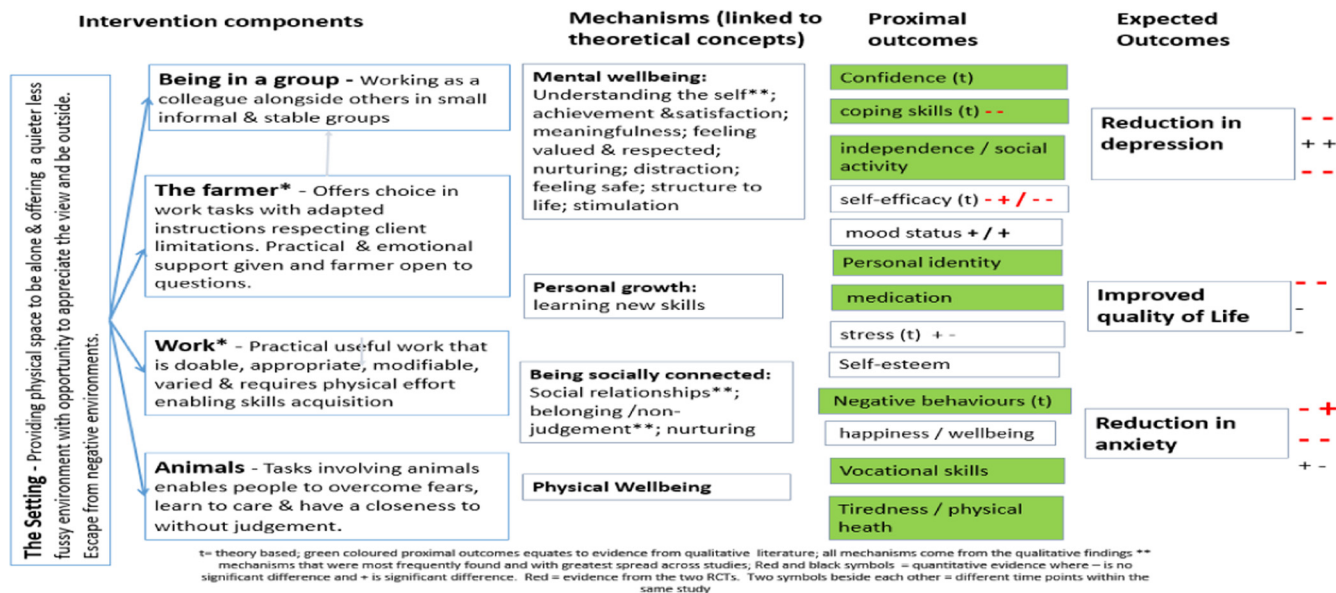 Intervention components
Mechanisms (linked to
theoretical concepts)
Proximal
outcomes
Expected
Outcomes
The Setting - Providing physical space to be alone & offering a quieter less
fussy environment with opportunity to appreciate the view and be outside.
Escape from negative environments.
Being in a group - Working as a
colleague alongside others in small
informal & stable groups
The farmer* - Offers choice in
work tasks with adapted
instructions respecting client
limitations. Practical & emotional
support given and farmer open to
questions.
Work* - Practical useful work that
is doable, appropriate, modifiable,
varied & requires physical effort
enabling skills acquisition
Animals - Tasks involving animals
enables people to overcome fears,
learn to care & have a closeness to
without judgement.
Mental wellbeing:
Understanding the self**;
achievement &satisfaction;
meaningfulness; feeling
valued & respected;
nurturing; distraction;
feeling safe; structure to
life; stimulation
Personal growth:
learning new skills
Being socially connected:
Social relationships**;
belonging /non-
judgement**; nurturing
Physical Wellbeing
Confidence (t)
coping skills (t) - -
independence / social
activity
self-efficacy (t) - + / - -
mood status + / +
Personal identity
medication
stress (t) + -
Self-esteem
Negative behaviours (t)
happiness / wellbeing
Vocational skills
Tiredness / physical
heath
Reduction in
depression
- -
+ +
- -
Improved
quality of Life
- -
-
-
Reduction in
anxiety
- +
- -
+ -
t= theory based; green coloured proximal outcomes equates to evidence from qualitative literature; all mechanisms come from the qualitative findings **
mechanisms that were most frequently found and with greatest spread across studies; Red and black symbols = quantitative evidence where – is no
significant difference and + is significant difference. Red = evidence from the two RCTs. Two symbols beside each other = different time points within the
same study